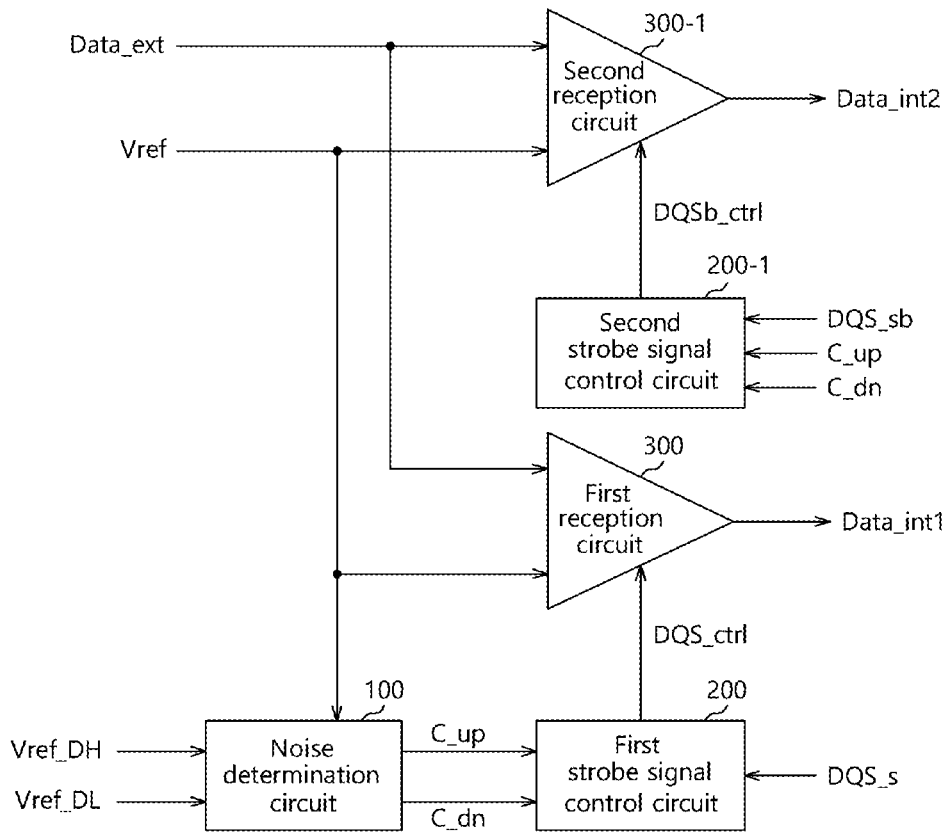 300-1
Data_ext
Second
reception
circuit
Data_int2
Vref
DQSb_ctrl
200-1
Second
strobe signal
control circuit
DQS_sb
C_up
C_dn
300
First
reception
circuit
Data_int1
DQS_ctrl
100
200
Vref_DH
Vref_DL
Noise
determination
circuit
C_up
C_dn
First
strobe signal
control circuit
DQS_s